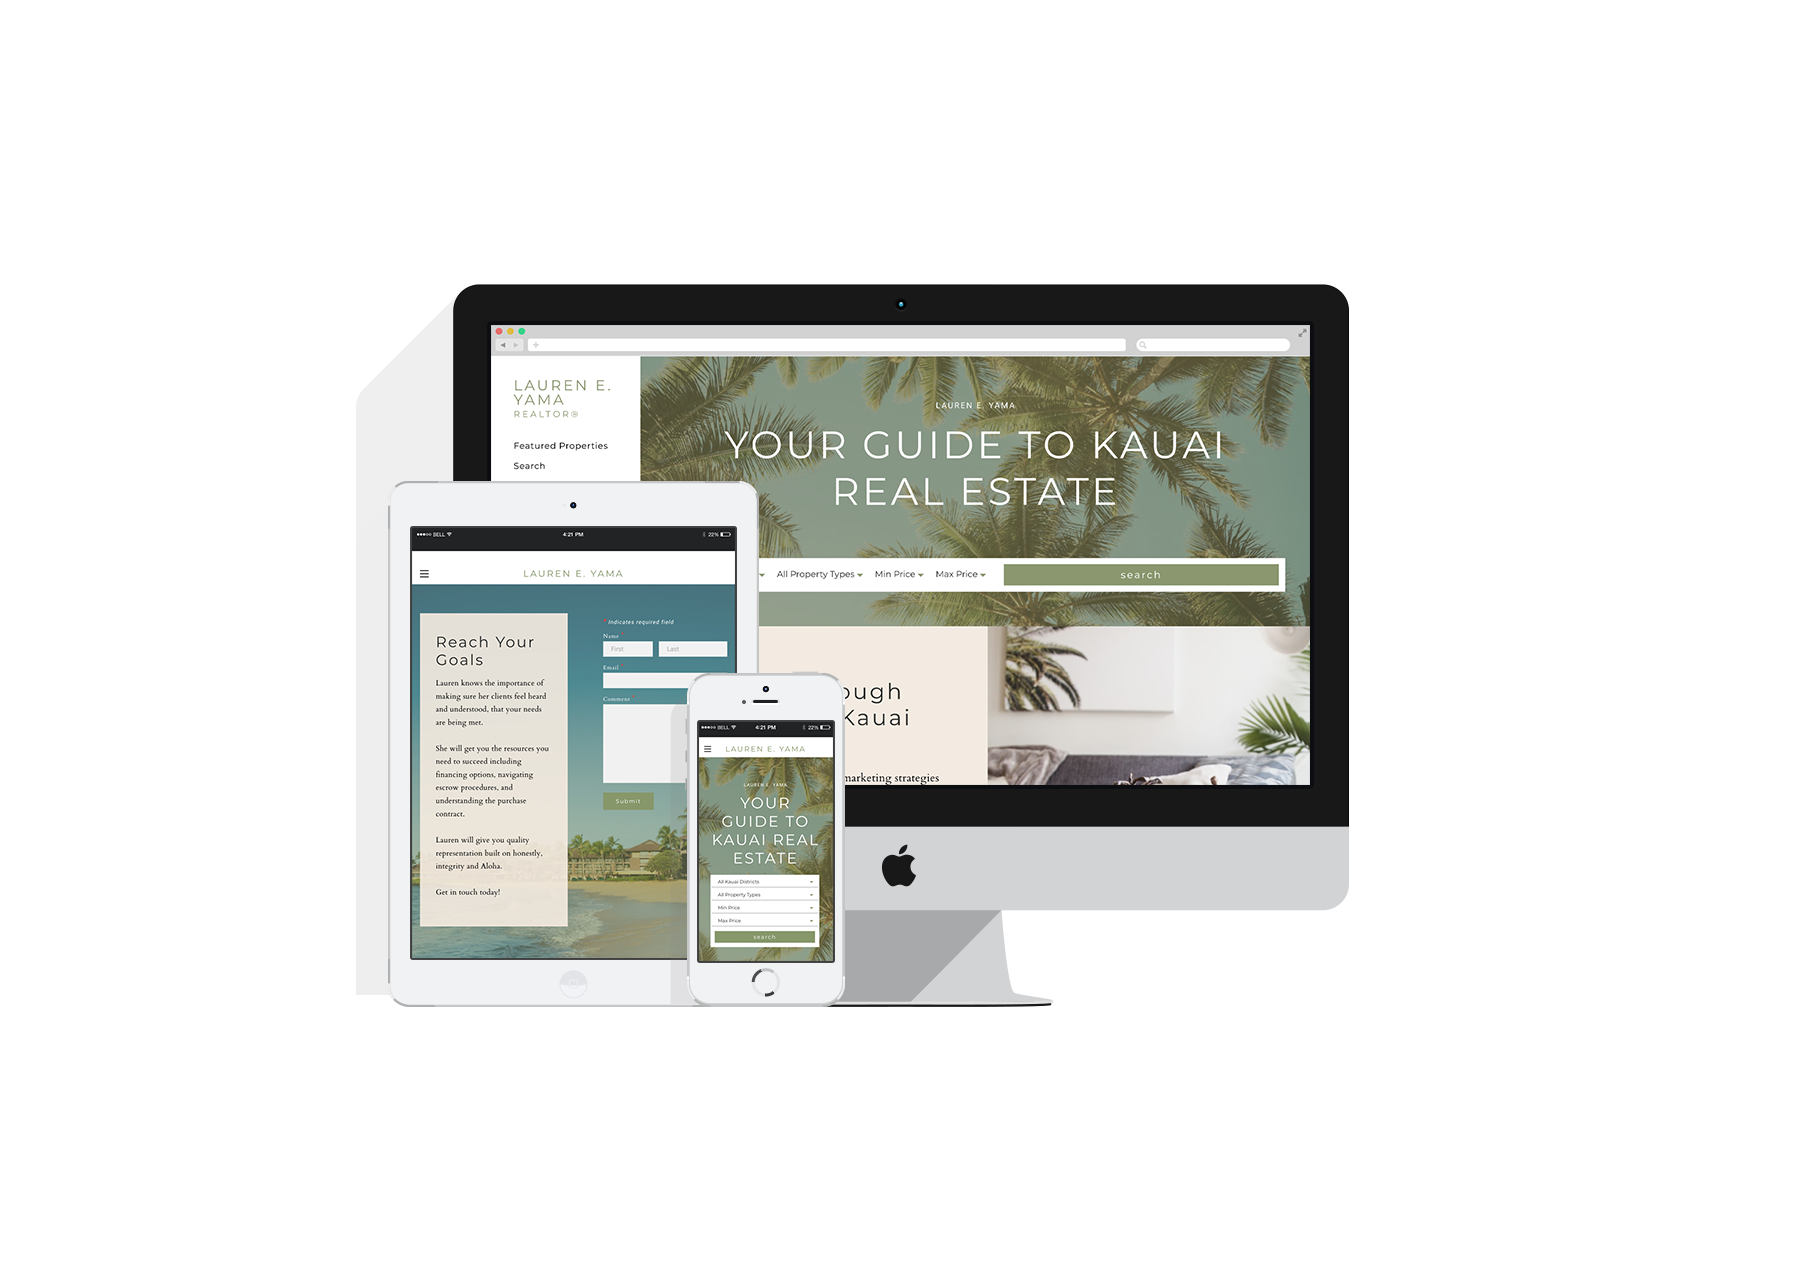 LAUREN E.
YAMA
REALTOR®
Featured Properties
Search
LAUREN E. YAMA
YOUR GUIDE TO KAUAI
REAL ESTATE
All Property Types Min Price Max Price search
ough
Kauai
marketing strategies
BELL 4:21 PM 22%
LAUREN E. YAMA
Reach Your
Goals
Lauren knows the importance of
making sure her clients feel heard
and understood, that your needs
are being met.
She will get you the resources you
need to succeed including
financing options, navigating
escrow procedures, and
understanding the purchase
contract.
Lauren will give you quality
representation built on honestly,
integrity and Aloha.
Get in touch today!
* Indicates required field
Name *
First Last
Email *
Comment *
Submit
BELL 4:21 PM 22%
LAUREN E. YAMA
LAUREN E. YAMA
YOUR
GUIDE TO
KAUAI REAL
ESTATE
All Kauai Districts
All Property Types
Min Price
Max Price
search